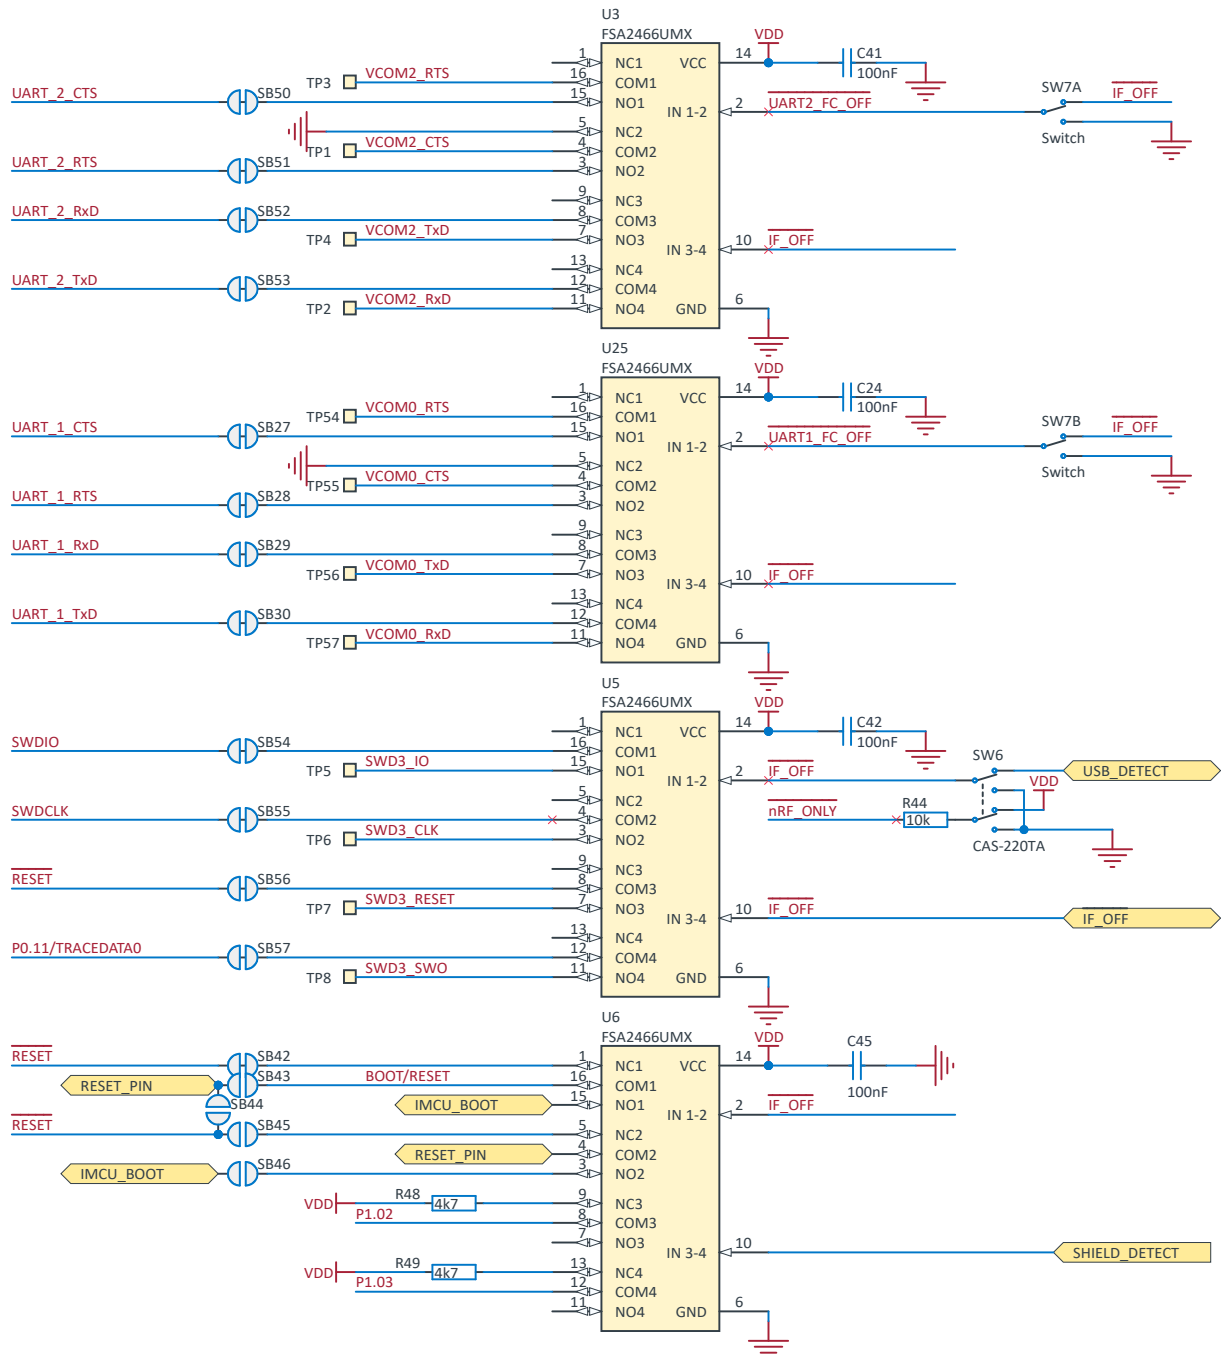 U3
FSA2466UMX
VDD
1 NC1 VCC 14 C41
100nF
TP3 VCOM2_RTS 16 COM1
UART_2_CTS SB50 15 NO1 IN 1-2 2 UART2_FC_OFF SW7A IF_OFF
Switch
5 NC2
TP1 VCOM2_CTS 4 COM2
UART_2_RTS SB51 3 NO2
9 NC3
UART_2_RxD SB52 8 COM3
TP4 VCOM2_TxD 7 NO3 IN 3-4 10 IF_OFF
13 NC4
UART_2_TxD SB53 12 COM4
TP2 VCOM2_RxD 11 NO4 GND 6
U25
FSA2466UMX
VDD
1 NC1 VCC 14 C24
100nF
TP54 VCOM0_RTS 16 COM1
UART_1_CTS SB27 15 NO1 IN 1-2 2 UART1_FC_OFF SW7B IF_OFF
Switch
5 NC2
TP55 VCOM0_CTS 4 COM2
UART_1_RTS SB28 3 NO2
9 NC3
UART_1_RxD SB29 8 COM3
TP56 VCOM0_TxD 7 NO3 IN 3-4 10 IF_OFF
13 NC4
UART_1_TxD SB30 12 COM4
TP57 VCOM0_RxD 11 NO4 GND 6
U5
FSA2466UMX
VDD
1 NC1 VCC 14 C42
100nF
SWDIO SB54 16 COM1
TP5 SWD3_IO 15 NO1 IN 1-2 2 IF_OFF SW6 USB_DETECT
VDD
5 NC2
SWDCLK SB55 4 COM2 nRF_ONLY R44
10k
TP6 SWD3_CLK 3 NO2 CAS-220TA
9 NC3
RESET SB56 8 COM3
TP7 SWD3_RESET 7 NO3 IN 3-4 10 IF_OFF IF_OFF
13 NC4
P0.11/TRACEDATA0 SB57 12 COM4
TP8 SWD3_SWO 11 NO4 GND 6
U6
FSA2466UMX
VDD
RESET SB42 1 NC1 VCC 14 C45
100nF
RESET_PIN SB43 BOOT/RESET 16 COM1
SB44 IMCU_BOOT 15 NO1 IN 1-2 2 IF_OFF
RESET SB45 5 NC2
RESET_PIN 4 COM2
IMCU_BOOT SB46 3 NO2
VDD R48 4k7 9 NC3
P1.02 8 COM3
7 NO3 IN 3-4 10 SHIELD_DETECT
VDD R49 4k7 13 NC4
P1.03 12 COM4
11 NO4 GND 6